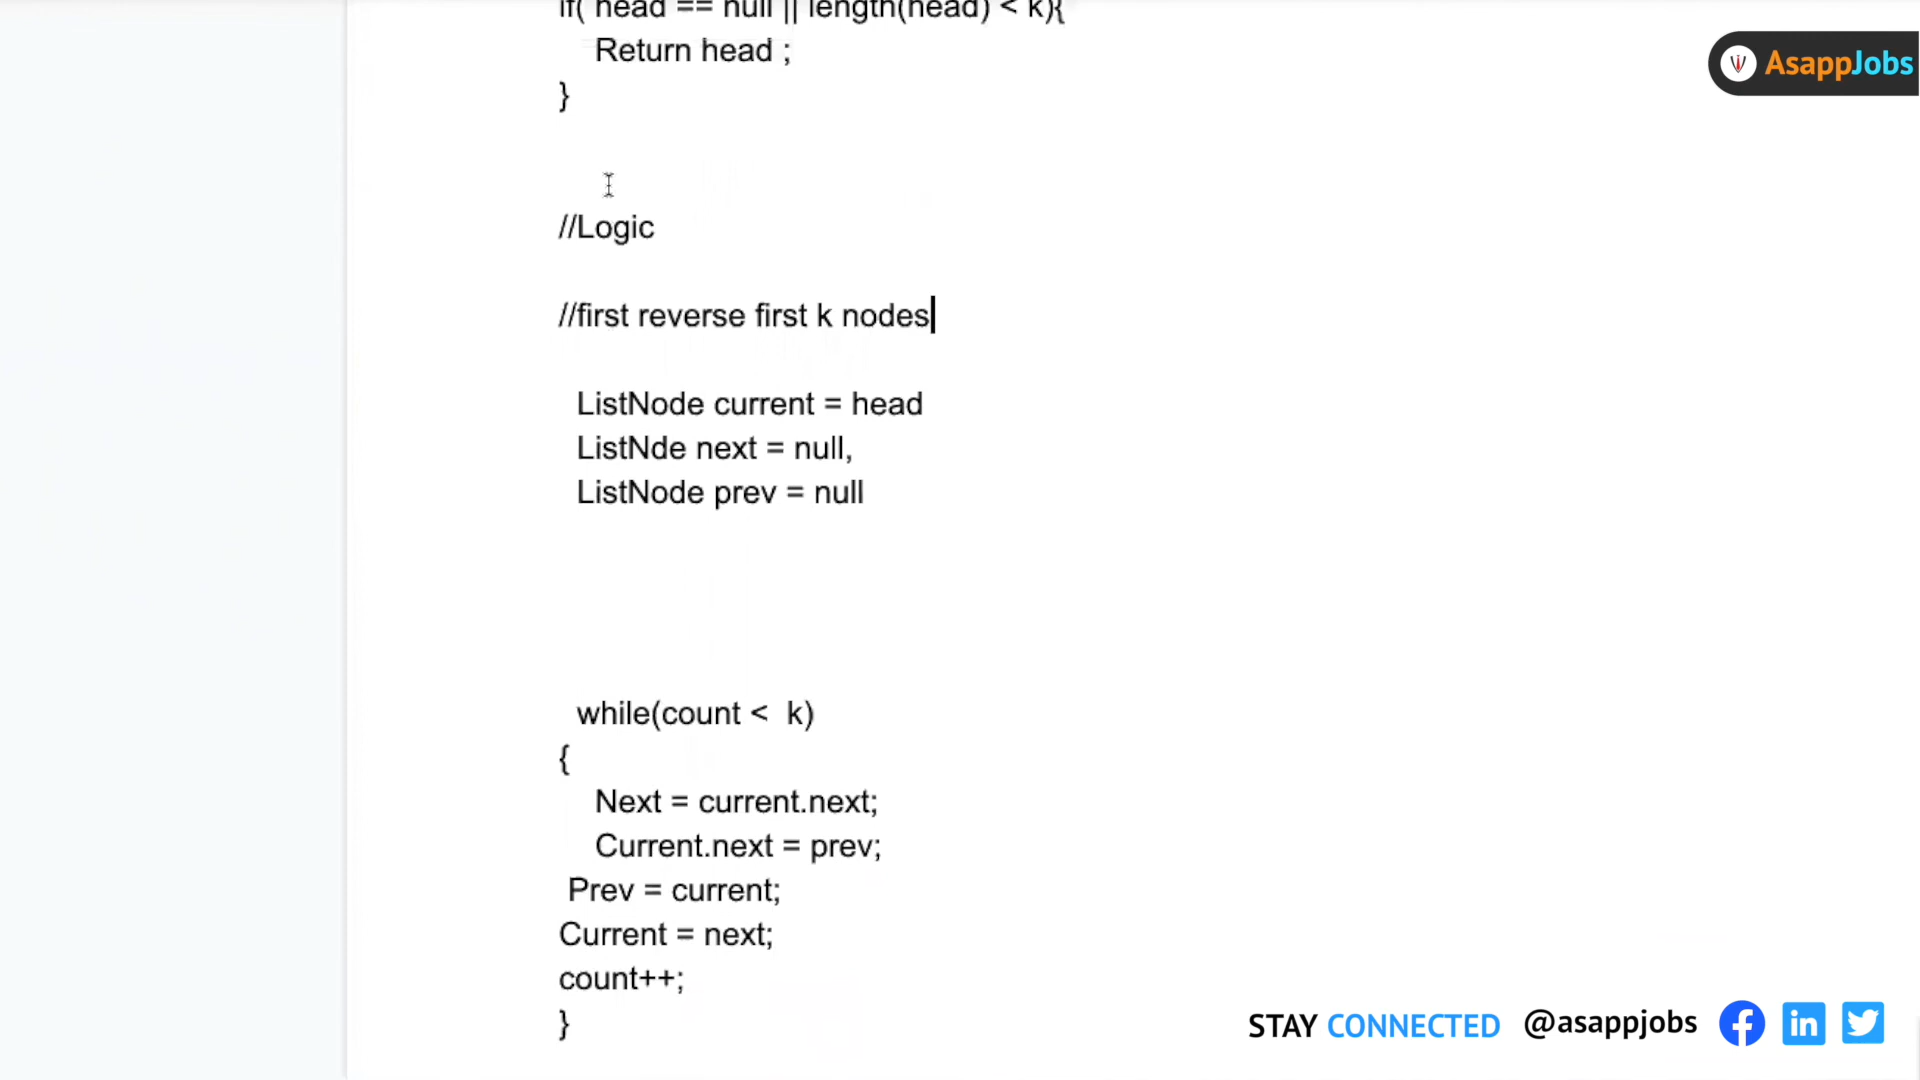 if( head == null || length(head) < k){
Return head ;
}
//Logic
//first reverse first k nodes
ListNode current = head
ListNde next = null,
ListNode prev = null
while(count < k)
{
Next = current.next;
Current.next = prev;
Prev = current;
Current = next;
count++;
}
AsappJobs
STAY CONNECTED @asappjobs